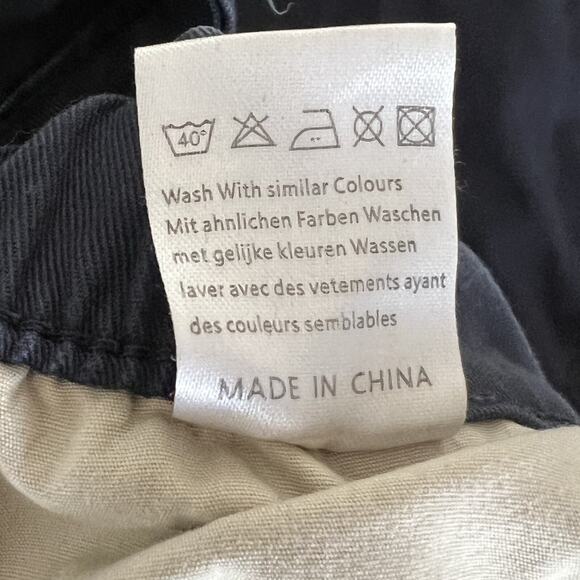 40°
Wash With similar Colours
Mit ahnlichen Farben Waschen
met gelijke kleuren Wassen
laver avec des vetements ayant
des couleurs semblables
MADE IN CHINA